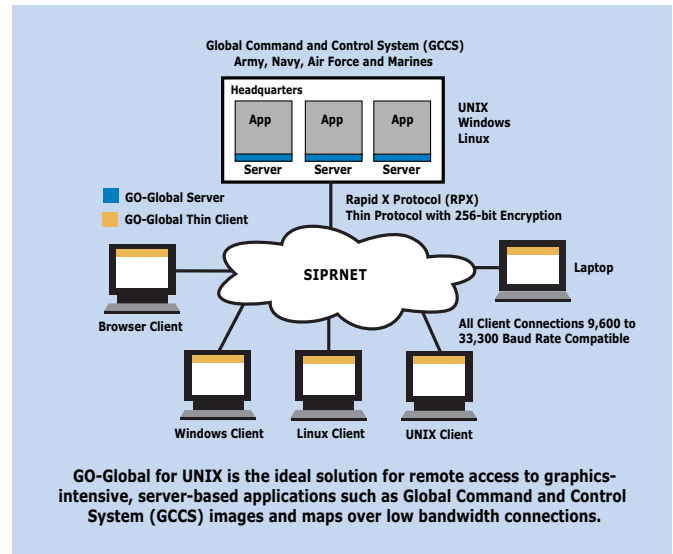 Global Command and Control System (GCCS)
Army, Navy, Air Force and Marines
Headquarters
App App App
Server Server Server
UNIX
Windows
Linux
GO-Global Server
GO-Global Thin Client
Rapid X Protocol (RPX)
Thin Protocol with 256-bit Encryption
SIPRNET
Browser Client
Laptop
All Client Connections 9,600 to
33,300 Baud Rate Compatible
Windows Client
Linux Client
UNIX Client
GO-Global for UNIX is the ideal solution for remote access to graphics-
intensive, server-based applications such as Global Command and Control
System (GCCS) images and maps over low bandwidth connections.